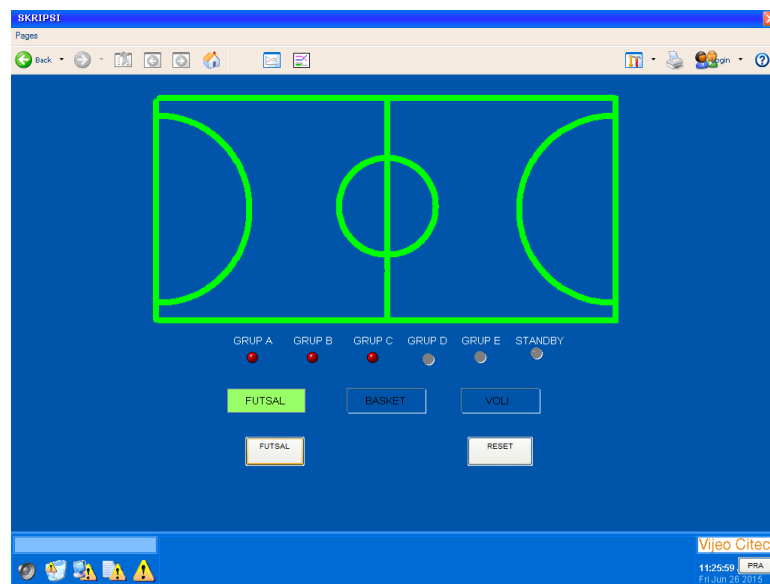 SKRIPSI
Pages
Back
GRUP A GRUP B GRUP C GRUP D GRUP E STANDBY
FUTSAL BASKET VOLI
FUTSAL RESET
Vijeo Citec
11:25:59 PRA
Fri Jun 26 2015